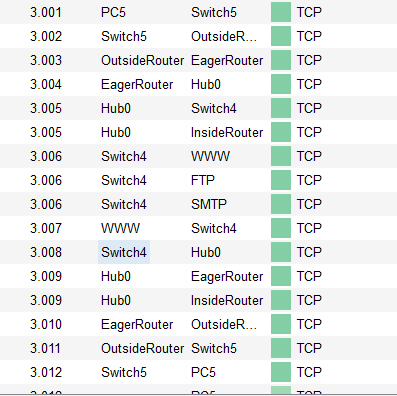 3.001 PC5 Switch5 TCP
3.002 Switch5 OutsideR... TCP
3.003 OutsideRouter EagerRouter TCP
3.004 EagerRouter Hub0 TCP
3.005 Hub0 Switch4 TCP
3.005 Hub0 InsideRouter TCP
3.006 Switch4 WWW TCP
3.006 Switch4 FTP TCP
3.006 Switch4 SMTP TCP
3.007 WWW Switch4 TCP
3.008 Switch4 Hub0 TCP
3.009 Hub0 EagerRouter TCP
3.009 Hub0 InsideRouter TCP
3.010 EagerRouter OutsideR... TCP
3.011 OutsideRouter Switch5 TCP
3.012 Switch5 PC5 TCP